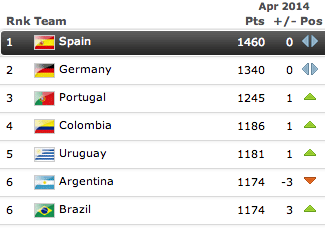 Apr 2014
Rnk Team Pts +/- Pos
1 Spain 1460 0
2 Germany 1340 0
3 Portugal 1245 1
4 Colombia 1186 1
5 Uruguay 1181 1
6 Argentina 1174 -3
6 Brazil 1174 3